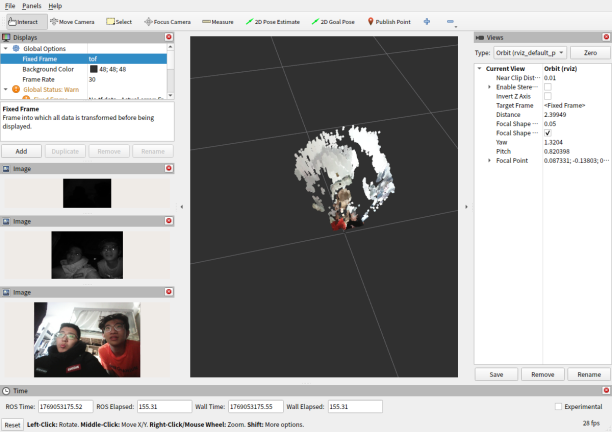 File Panels Help
Interact Move Camera Select Focus Camera Measure 2D Pose Estimate 2D Goal Pose Publish Point
Displays
Global Options
Fixed Frame tof
Background Color 48; 48; 48
Frame Rate 30
Global Status: Warn
Fixed Frame
Frame into which all data is transformed before being
displayed.
Add Duplicate Remove Rename
Image
Image
Image
Views
Type: Orbit (rviz_default_p Zero
Current View Orbit (rviz)
Near Clip Dist··· 0.01
Enable Stere···
Invert Z Axis
Target Frame <Fixed Frame>
Distance 2.39949
Focal Shape ··· 0.05
Focal Shape ···
Yaw 1.3204
Pitch 0.820398
Focal Point 0.087331; -0.13803; 0···
Save Remove Rename
Time
ROS Time: 1769053175.52 ROS Elapsed: 155.31 Wall Time: 1769053175.55 Wall Elapsed: 155.31 Experimental
Reset Left-Click: Rotate. Middle-Click: Move X/Y. Right-Click/Mouse Wheel: Zoom. Shift: More options. 28 fps